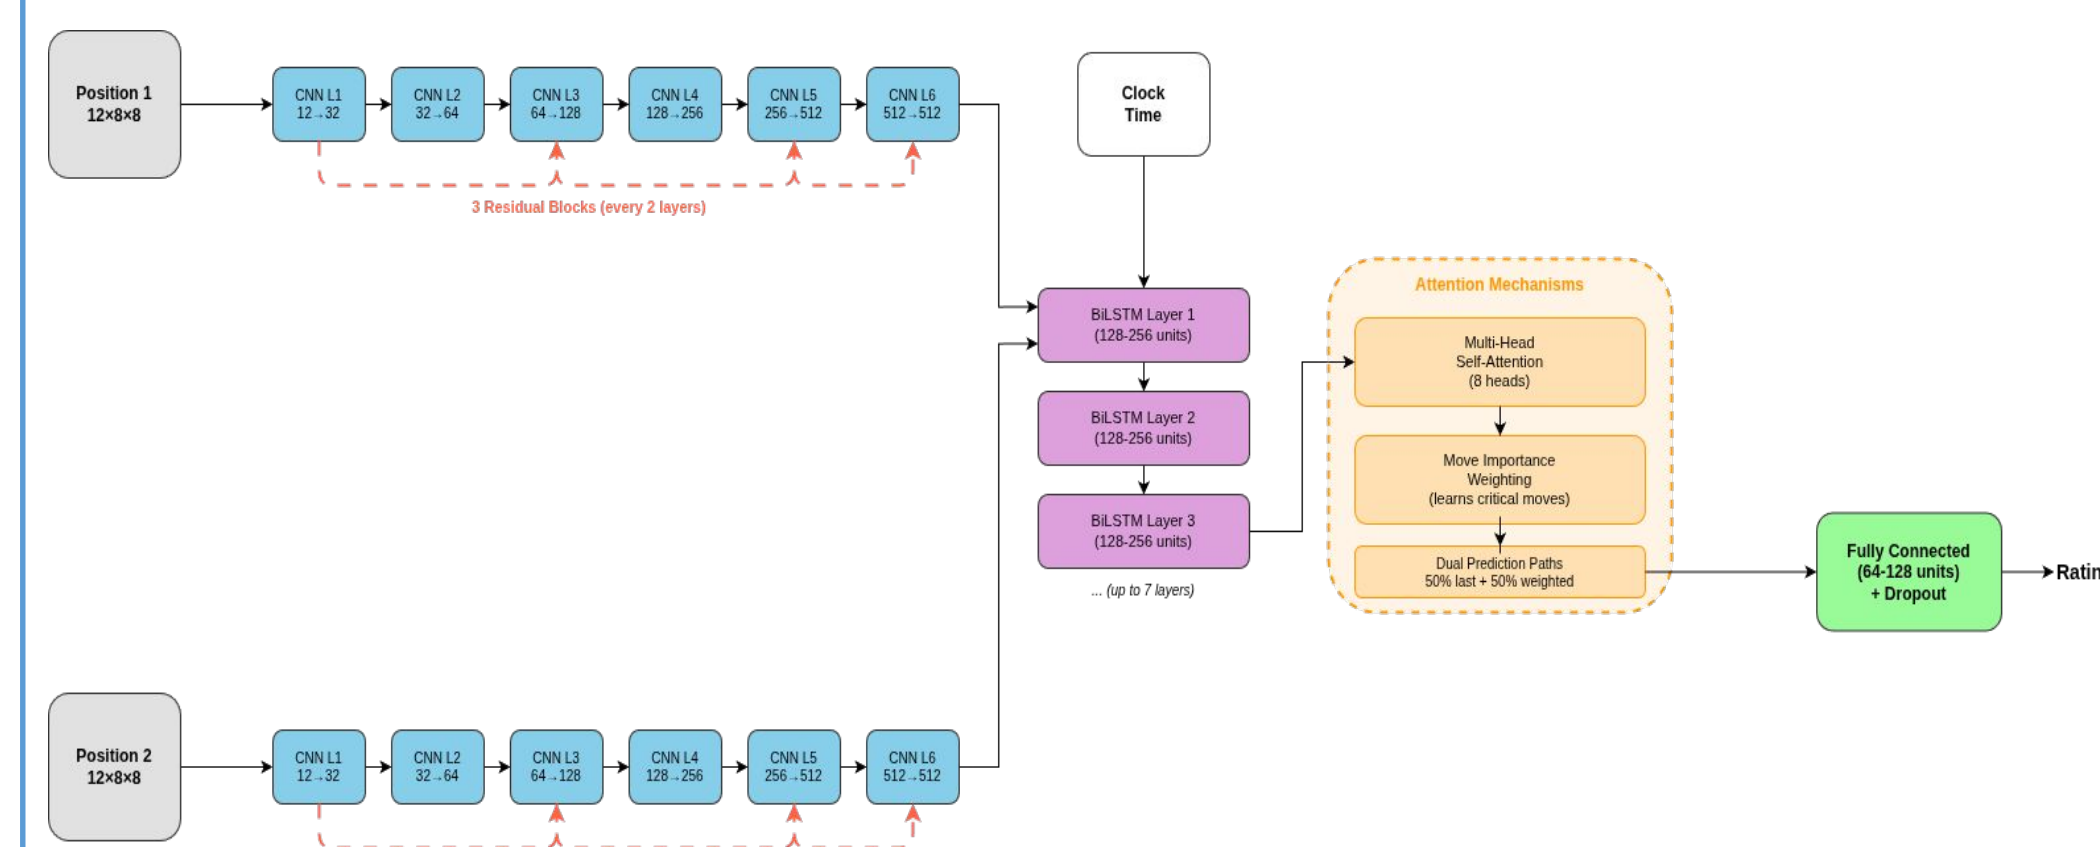 Position 1
12×8×8
CNN L1
12→32
CNN L2
32→64
CNN L3
64→128
CNN L4
128→256
CNN L5
256→512
CNN L6
512→512
3 Residual Blocks (every 2 layers)
Clock
Time
BiLSTM Layer 1
(128-256 units)
BiLSTM Layer 2
(128-256 units)
BiLSTM Layer 3
(128-256 units)
... (up to 7 layers)
Attention Mechanisms
Multi-Head
Self-Attention
(8 heads)
Move Importance
Weighting
(learns critical moves)
Dual Prediction Paths
50% last + 50% weighted
Fully Connected
(64-128 units)
+ Dropout
Ratin
Position 2
12×8×8
CNN L1
12→32
CNN L2
32→64
CNN L3
64→128
CNN L4
128→256
CNN L5
256→512
CNN L6
512→512